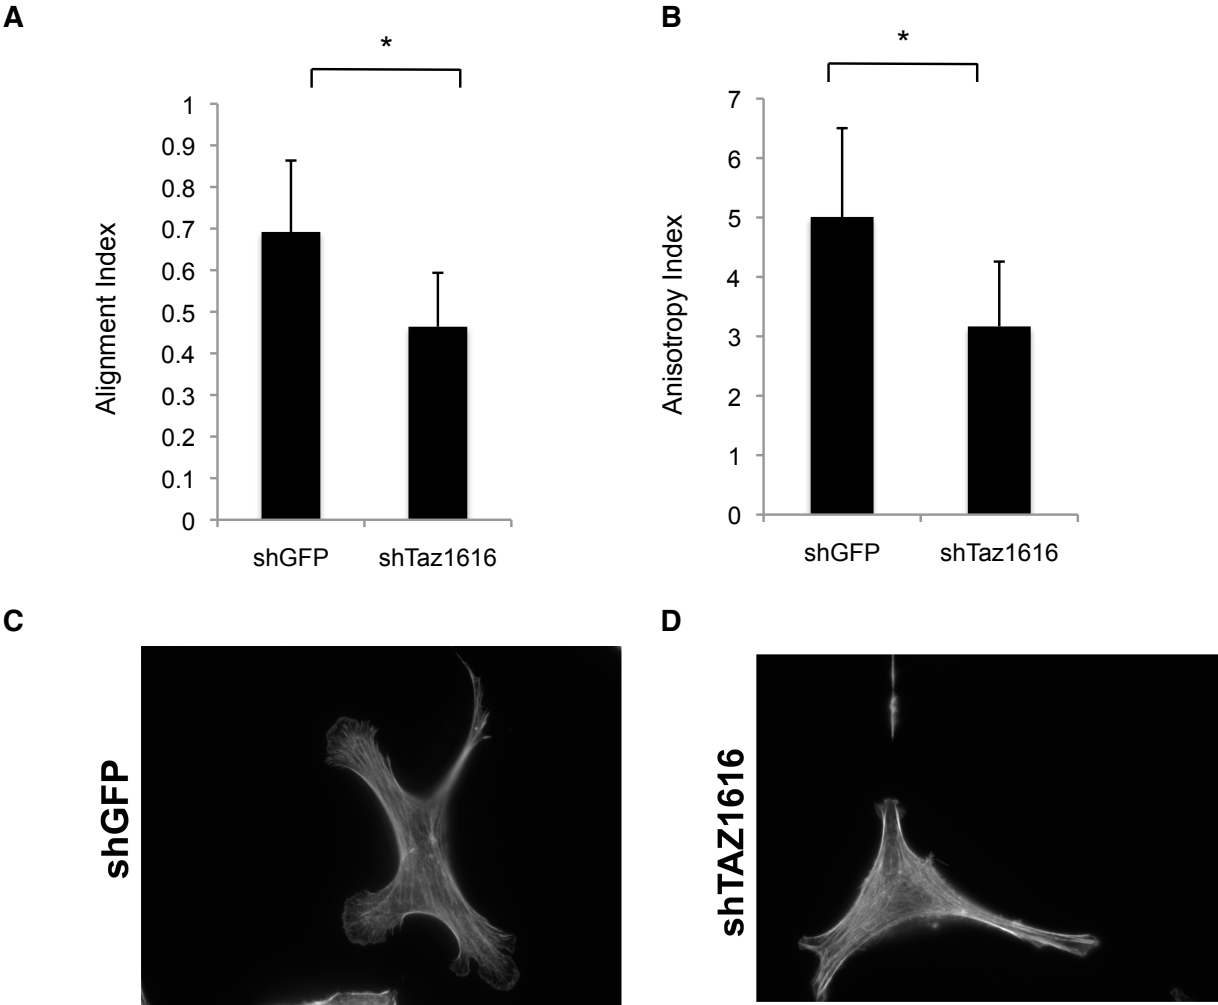 A
*
1
0.9
0.8
0.7
0.6
0.5
0.4
0.3
0.2
0.1
0
Alignment Index
shGFP
shTaz1616
B
*
7
6
5
4
3
2
1
0
Anisotropy Index
shGFP
shTaz1616
C
shGFP
D
shTAZ1616